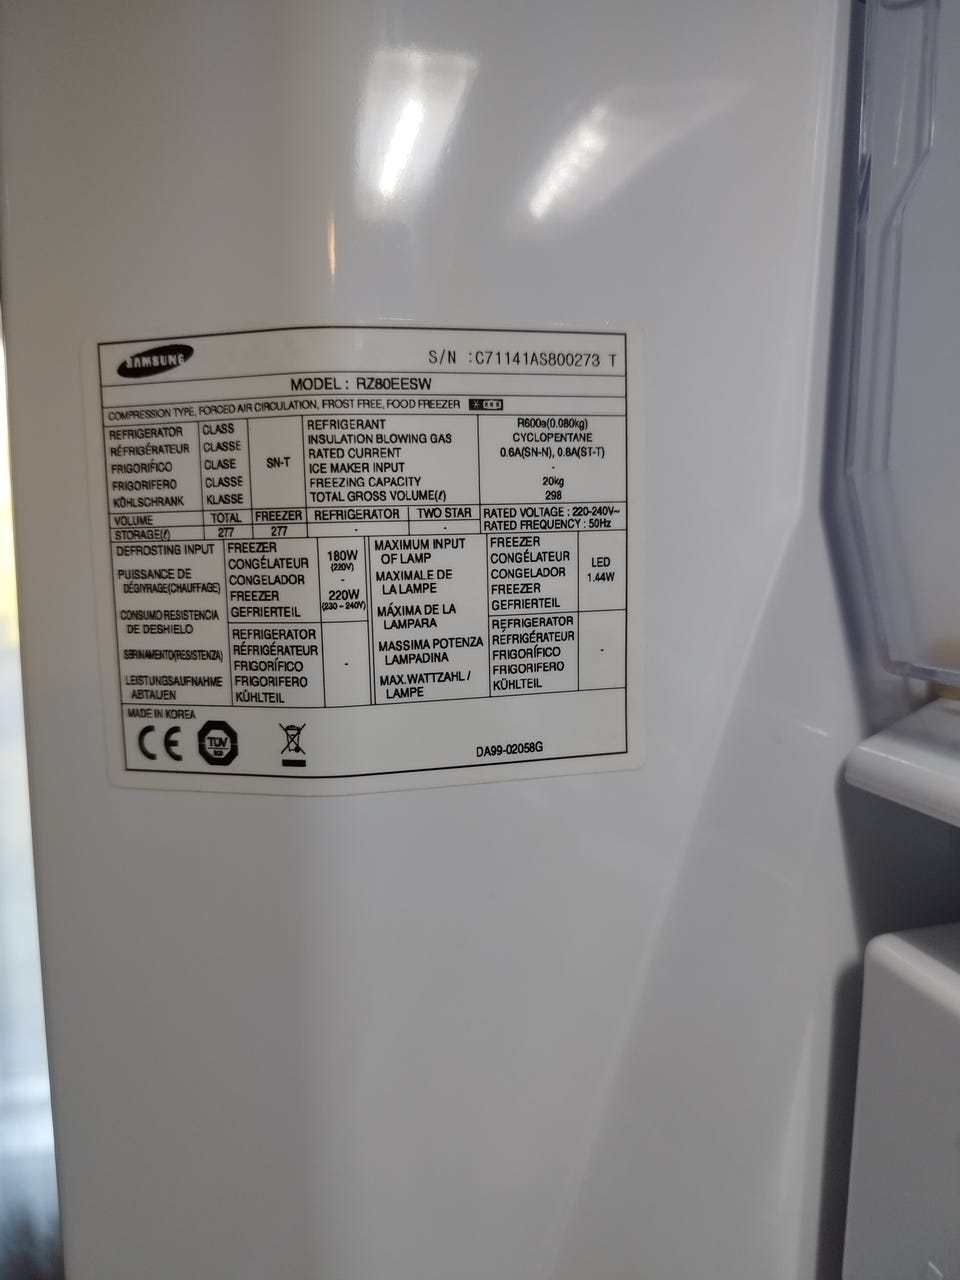 SAMSUNG S/N :C71141AS800273 T
MODEL : RZ80EESW
COMPRESSION TYPE, FORCED AIR CIRCULATION, FROST FREE, FOOD FREEZER
REFRIGERATOR CLASS
RÉFRIGÉRATEUR CLASSE
FRIGORÍFICO CLASE
FRIGORIFERO CLASSE
KÜHLSCHRANK KLASSE
SN-T
REFRIGERANT R600a(0.080kg)
INSULATION BLOWING GAS CYCLOPENTANE
RATED CURRENT 0.6A(SN-N), 0.8A(ST-T)
ICE MAKER INPUT -
FREEZING CAPACITY 20kg
TOTAL GROSS VOLUME(ℓ) 298
VOLUME TOTAL FREEZER REFRIGERATOR TWO STAR
STORAGE(ℓ) 277 277 - -
RATED VOLTAGE : 220-240V~
RATED FREQUENCY : 50Hz
DEFROSTING INPUT
PUISSANCE DE
DÉGIVRAGE(CHAUFFAGE)
CONSUMO RESISTENCIA
DE DESHIELO
SBRINAMENTO(RESISTENZA)
LEISTUNGSAUFNAHME
ABTAUEN
FREEZER
CONGÉLATEUR
CONGELADOR
FREEZER
GEFRIERTEIL
180W
(220V)
-
220W
(230 ~ 240V)
REFRIGERATOR
RÉFRIGÉRATEUR
FRIGORÍFICO
FRIGORIFERO
KÜHLTEIL
-
MAXIMUM INPUT
OF LAMP
MAXIMALE DE
LA LAMPE
MÁXIMA DE LA
LAMPARA
MASSIMA POTENZA
LAMPADINA
MAX.WATTZAHL /
LAMPE
FREEZER
CONGÉLATEUR
CONGELADOR
FREEZER
GEFRIERTEIL
LED
1.44W
REFRIGERATOR
RÉFRIGÉRATEUR
FRIGORÍFICO
FRIGORIFERO
KÜHLTEIL
-
MADE IN KOREA
CE TÜV
DA99-02058G